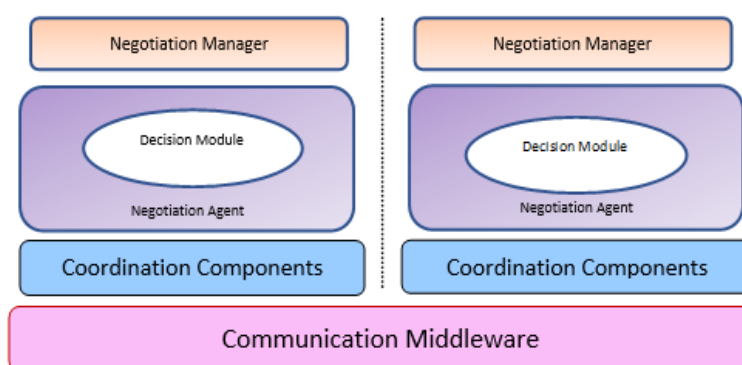 Negotiation Manager
Decision Module
Negotiation Agent
Coordination Components
Negotiation Manager
Decision Module
Negotiation Agent
Coordination Components
Communication Middleware